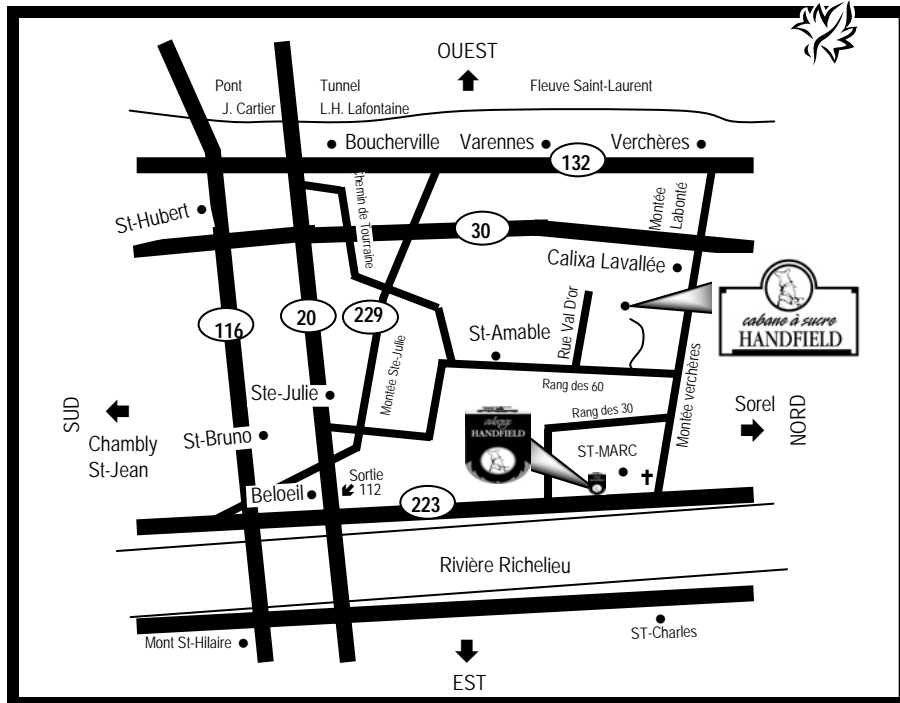 OUEST
Pont
J. Cartier
Tunnel
L.H. Lafontaine
Fleuve Saint-Laurent
Boucherville
Varennes
Verchères
132
St-Hubert
Chemin de Tourraine
30
Montée
Labonté
Calixa Lavallée
cabane à sucre
HANDFIELD
116
20
229
St-Amable
Rue Val D'or
Montée Ste-Julie
Rang des 60
Ste-Julie
Rang des 30
Montée verchères
SUD
Chambly
St-Jean
St-Bruno
Sorel
NORD
auberge
HANDFIELD
ST-MARC
Beloeil
Sortie
112
223
Rivière Richelieu
Mont St-Hilaire
ST-Charles
EST